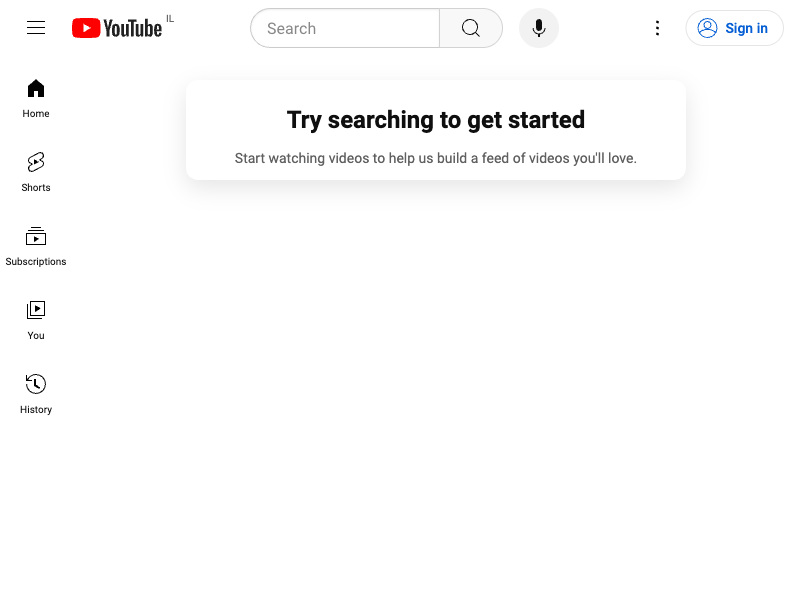 YouTube IL
Search
Sign in
Home
Shorts
Subscriptions
You
History
Try searching to get started
Start watching videos to help us build a feed of videos you'll love.